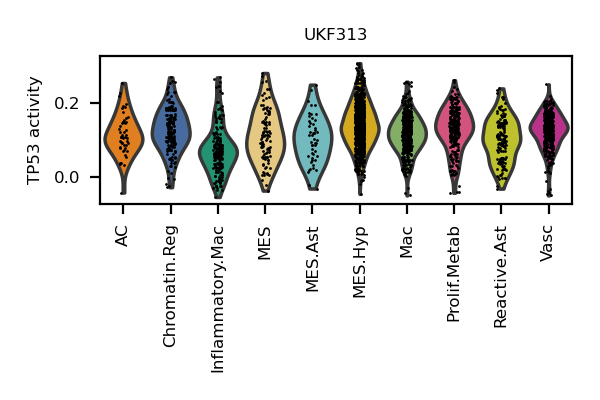 UKF313
TP53 activity
0.2
0.0
AC
Chromatin.Reg
Inflammatory.Mac
MES
MES.Ast
MES.Hyp
Mac
Prolif.Metab
Reactive.Ast
Vasc